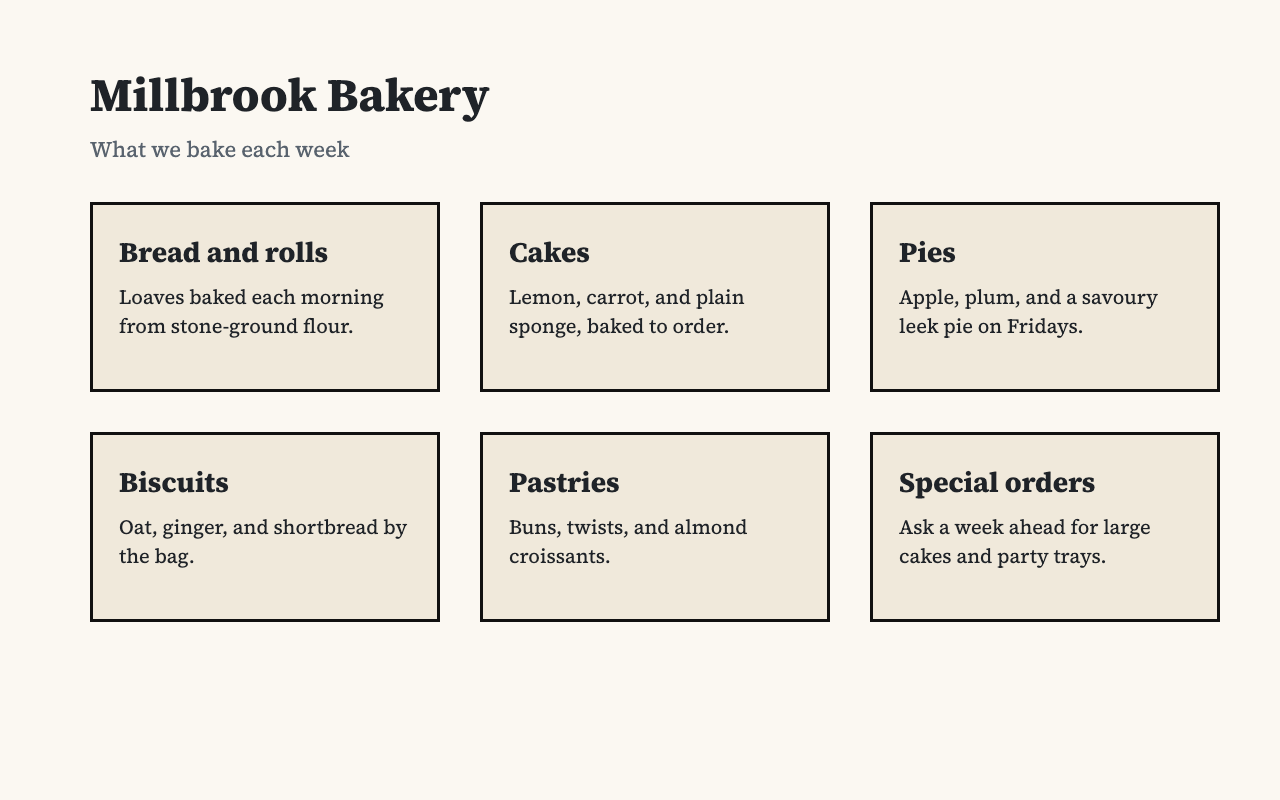 Millbrook Bakery
What we bake each week
Bread and rolls
Loaves baked each morning
from stone-ground flour.
Cakes
Lemon, carrot, and plain
sponge, baked to order.
Pies
Apple, plum, and a savoury
leek pie on Fridays.
Biscuits
Oat, ginger, and shortbread by
the bag.
Pastries
Buns, twists, and almond
croissants.
Special orders
Ask a week ahead for large
cakes and party trays.